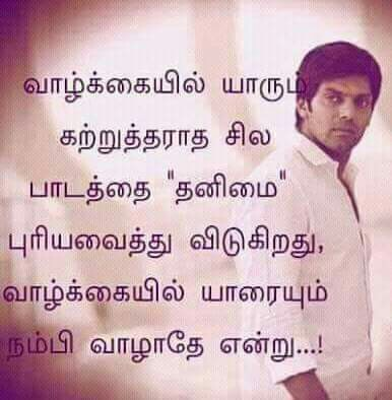 வாழ்க்கையில் யாரும்
கற்றுத்தராத சில
பாடத்தை "தனிமை"
புரியவைத்து விடுகிறது,
வாழ்க்கையில் யாரையும்
நம்பி வாழாதே என்று...!